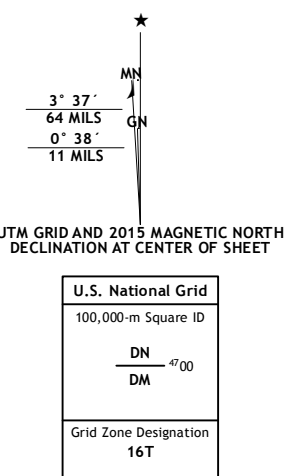 ★
MN
3° 37´
64 MILS
GN
0° 38´
11 MILS
UTM GRID AND 2015 MAGNETIC NORTH
DECLINATION AT CENTER OF SHEET
U.S. National Grid
100,000-m Square ID
DN
4700
DM
Grid Zone Designation
16T